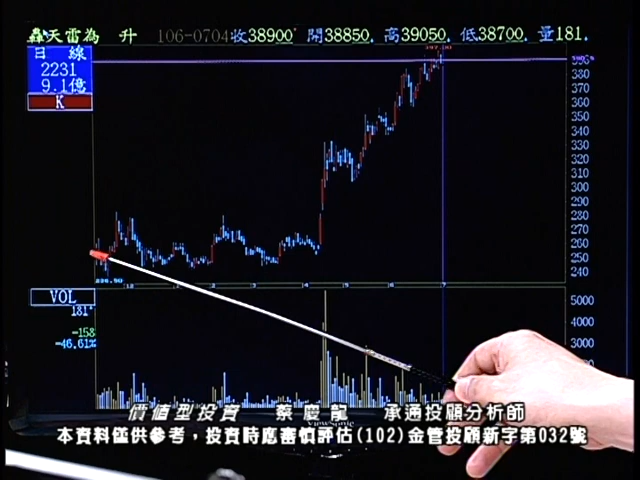 轟天雷為 升 106-0704收38900 開38850. 高39050. 低38700. 量181.
日 線
2231
9.1億
K
380
370
360
350
340
330
320
310
300
290
280
270
260
250
240
VOL
181
-158
-46.61%
5000
4000
3000
價值型投資 蔡慶龍 承通投顧分析師
ViewSonic
本資料僅供參考，投資時應審慎評估(102)金管投顧新字第032號